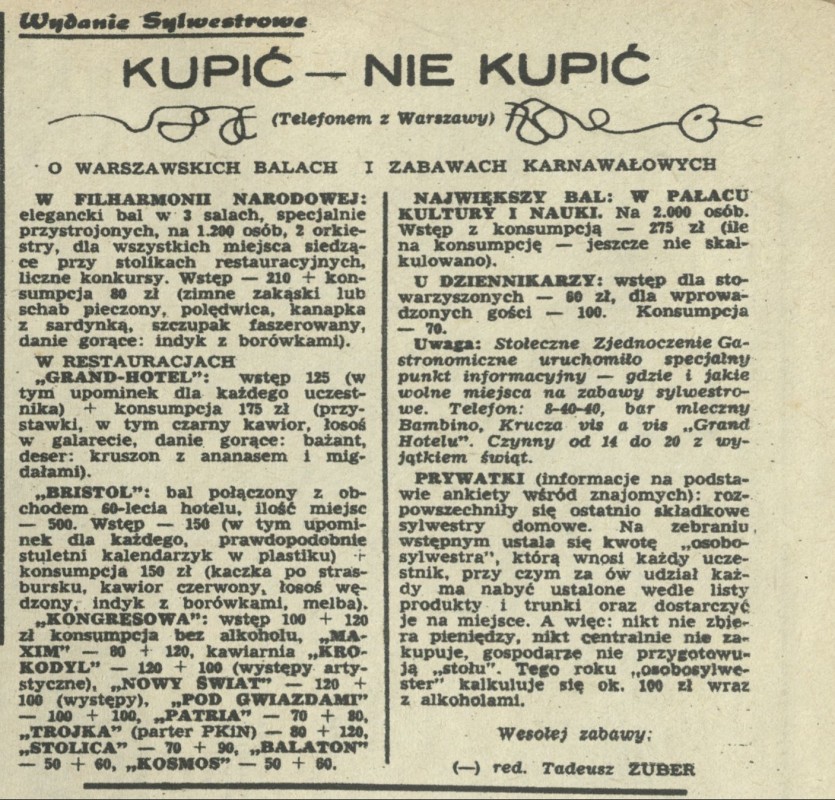 Wydanie Sylwestrowe
KUPIĆ — NIE KUPIĆ
(Telefonem z Warszawy)
O WARSZAWSKICH BALACH I ZABAWACH KARNAWAŁOWYCH
W FILHARMONII NARODOWEJ:
elegancki bal w 3 salach, specjalnie
przystrojonych, na 1.200 osób, 2 orkie-
stry, dla wszystkich miejsca siedzą-
ce przy stolikach restauracyjnych,
liczne konkursy. Wstęp — 210 + kon-
sumpcja 80 zł (zimne zakąski lub
schab pieczony, polędwica, kanapka
z sardynką, szczupak faszerowany,
danie gorące: indyk z borówkami).
W RESTAURACJACH
„GRAND-HOTEL": wstęp 125 (w
tym upominek dla każdego uczest-
nika) + konsumpcja 175 zł (przy-
stawki, w tym czarny kawior, łosoś
w galarecie, danie gorące: bażant,
deser: kruszon z ananasem i mig-
dałami).
„BRISTOL": bal połączony z ob-
chodem 60-lecia hotelu, ilość miejsc
— 500. Wstęp — 150 (w tym upomi-
nek dla każdego, prawdopodobnie
stuletni kalendarzyk w plastiku) +
konsumpcja 150 zł (kaczka po stras-
bursku, kawior czerwony, łosoś wę-
dzony, indyk z borówkami, melba).
„KONGRESOWA": wstęp 100 + 120
zł konsumpcja bez alkoholu, „MA-
XIM" — 80 + 120, kawiarnia „KRO-
KODYL" — 120 + 100 (występy arty-
styczne), „NOWY ŚWIAT" — 120 +
100 (występy), „POD GWIAZDAMI"
— 100 + 100, „PATRIA" — 70 + 80,
„TROJKA" (parter PKiN) — 80 + 120,
„STOLICA" — 70 + 90, „BALATON"
— 50 + 60, „KOSMOS" — 50 + 60.
NAJWIĘKSZY BAL: W PAŁACU
KULTURY I NAUKI. Na 2.000 osób.
Wstęp z konsumpcją — 275 zł (ile
na konsumpcję — jeszcze nie skal-
kulowano).
U DZIENNIKARZY: wstęp dla sto-
warzyszonych — 60 zł, dla wprowa-
dzonych gości — 100. Konsumpcja
— 70.
Uwaga: Stołeczne Zjednoczenie Ga-
stronomiczne uruchomiło specjalny
punkt informacyjny — gdzie i jakie
wolne miejsca na zabawy sylwestro-
we. Telefon: 8-40-40, bar mleczny
Bambino, Krucza vis a vis „Grand
Hotelu". Czynny od 14 do 20 z wy-
jątkiem świąt.
PRYWATKI (informacje na podsta-
wie ankiety wśród znajomych): roz-
powszechniły się ostatnio składkowe
sylwestry domowe. Na zebraniu
wstępnym ustala się kwotę „osobo-
sylwestra", którą wnosi każdy ucze-
stnik, przy czym za ów udział każ-
dy ma nabyć ustalone wedle listy
produkty i trunki oraz dostarczyć
je na miejsce. A więc: nikt nie zbie-
ra pieniędzy, nikt centralnie nie za-
kupuje, gospodarze nie przygotowu-
ją „stołu". Tego roku „osobosylwe-
ster" kalkuluje się ok. 100 zł wraz
z alkoholami.
Wesołej zabawy:
(—) red. Tadeusz ŻUBER